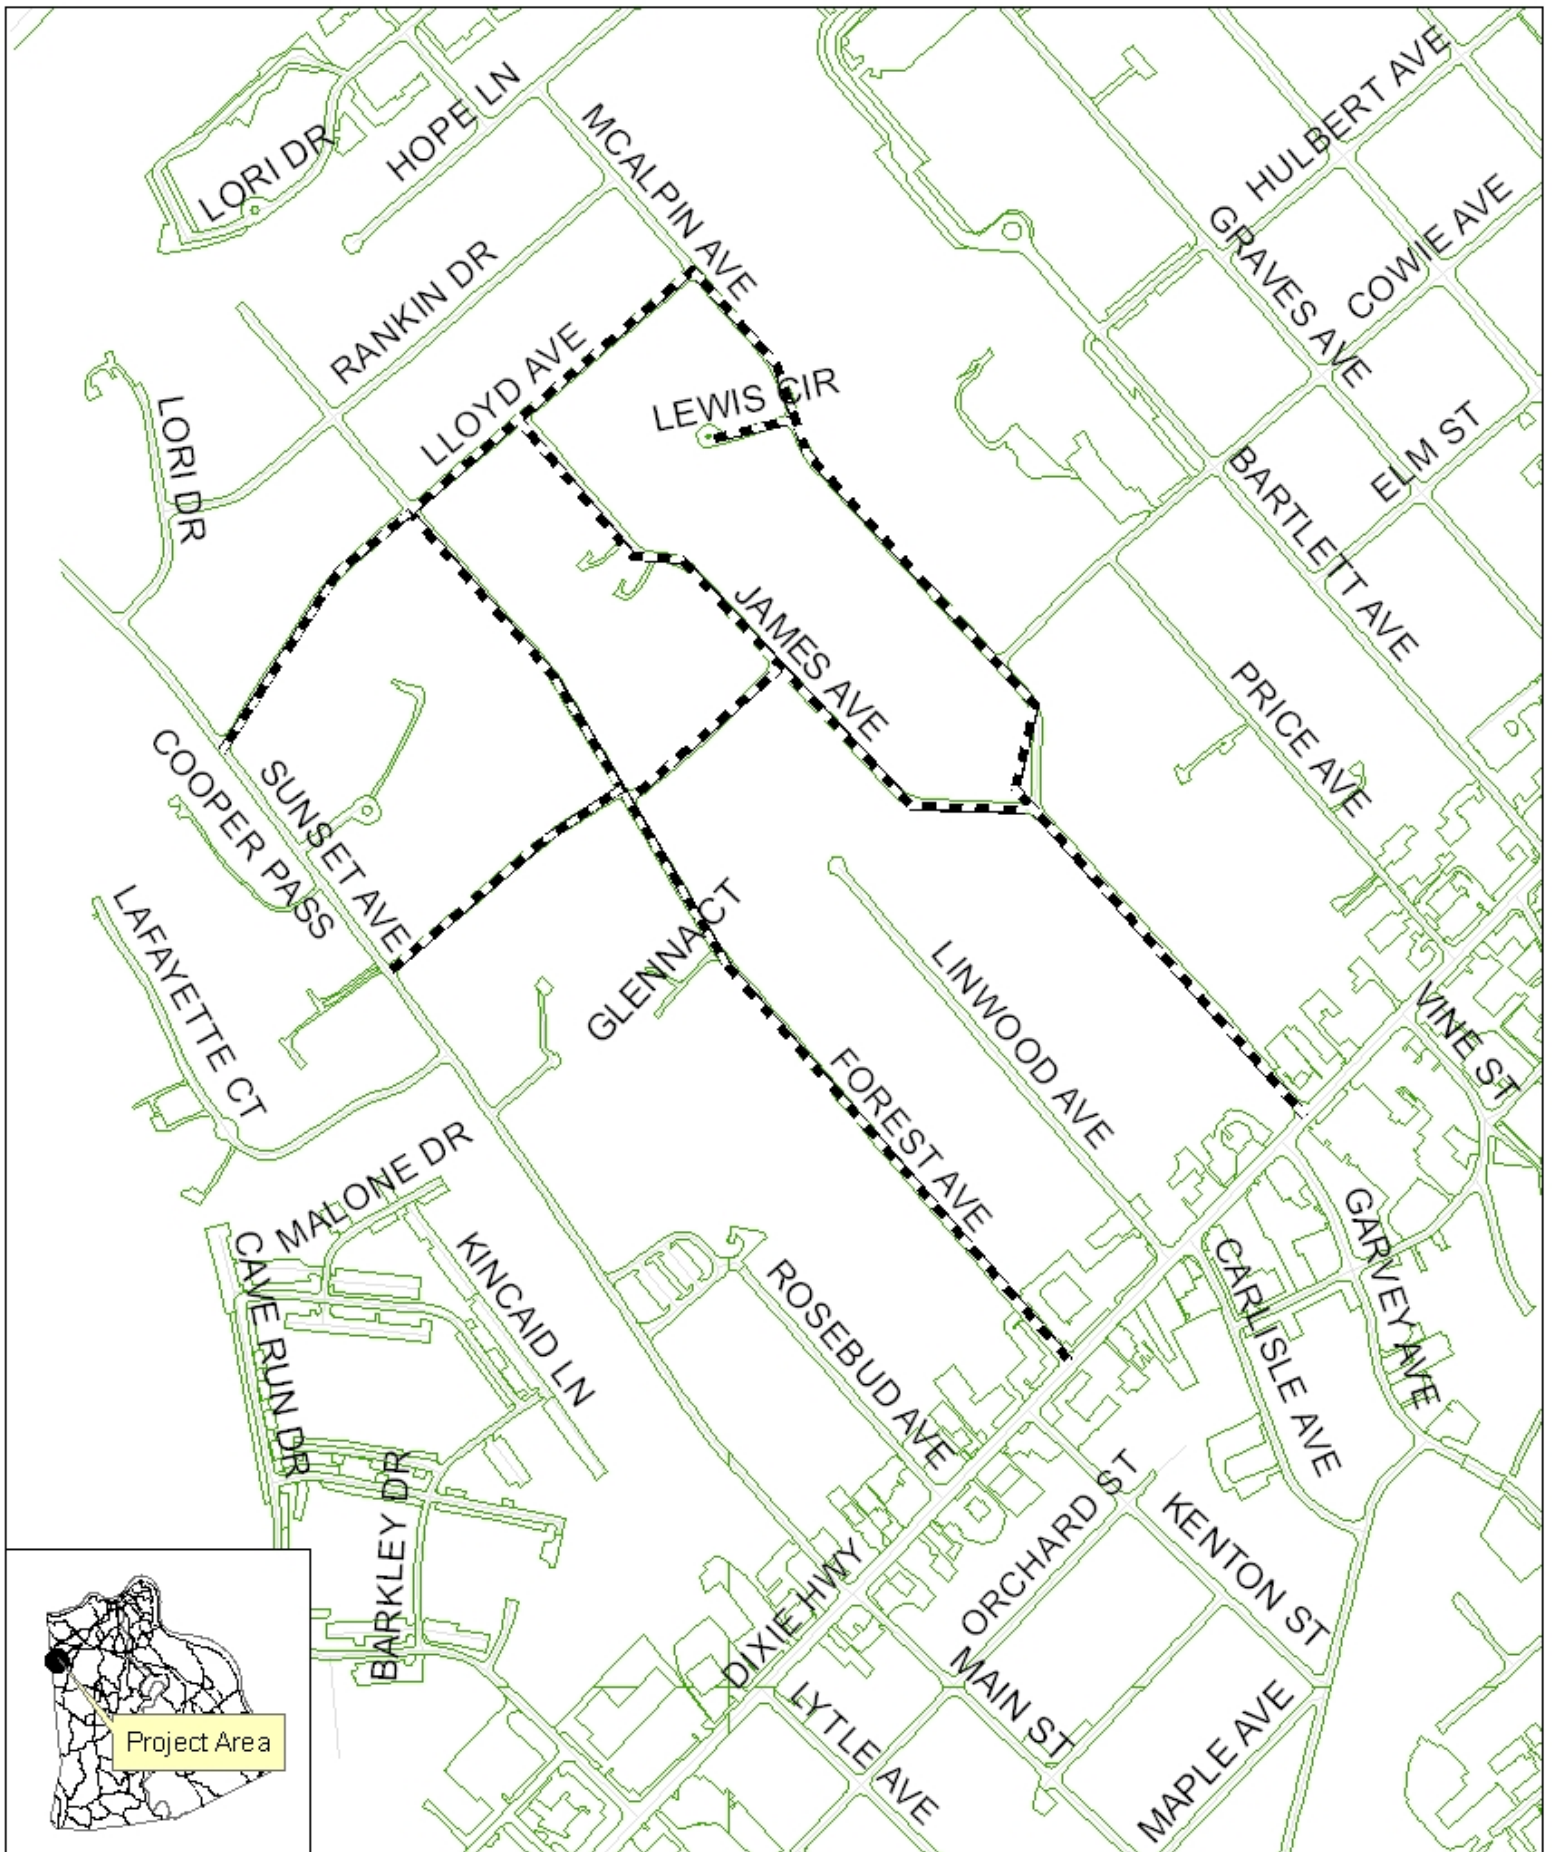 HULBERT AVE
HOPE LN
LORI DR
MCALPIN AVE
COWIE AVE
GRAVES AVE
RANKIN DR
LLOYD AVE
LEWIS CIR
LORI DR
ELM ST
BARTLETT AVE
JAMES AVE
PRICE AVE
COOPER PASS
SUNSET AVE
LAFAYETTE CT
GLENNA CT
LINWOOD AVE
VINE ST
FOREST AVE
MALONE DR
GARVEY AVE
CAVE RUN DR
KINCAID LN
CARLISLE AVE
ROSEBUD AVE
BARKLEY DR
ORCHARD ST
KENTON ST
DIXIE HWY
MAIN ST
LYTLE AVE
MAPLE AVE
Project Area